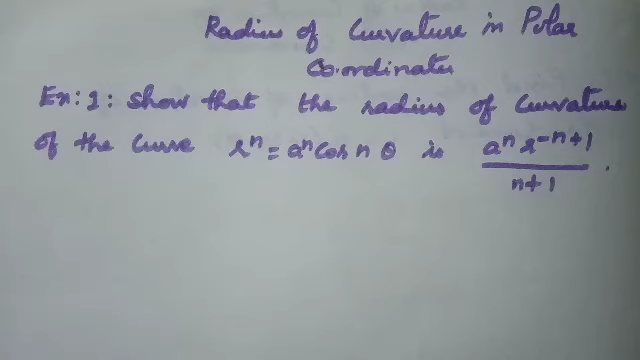 Radius of Curvature in Polar
Co-ordinates
Ex: 1: show that the radius of Curvature
of the Curve r^n = a^n Cos n θ is \frac{a^n r^{-n+1}}{n+1}.